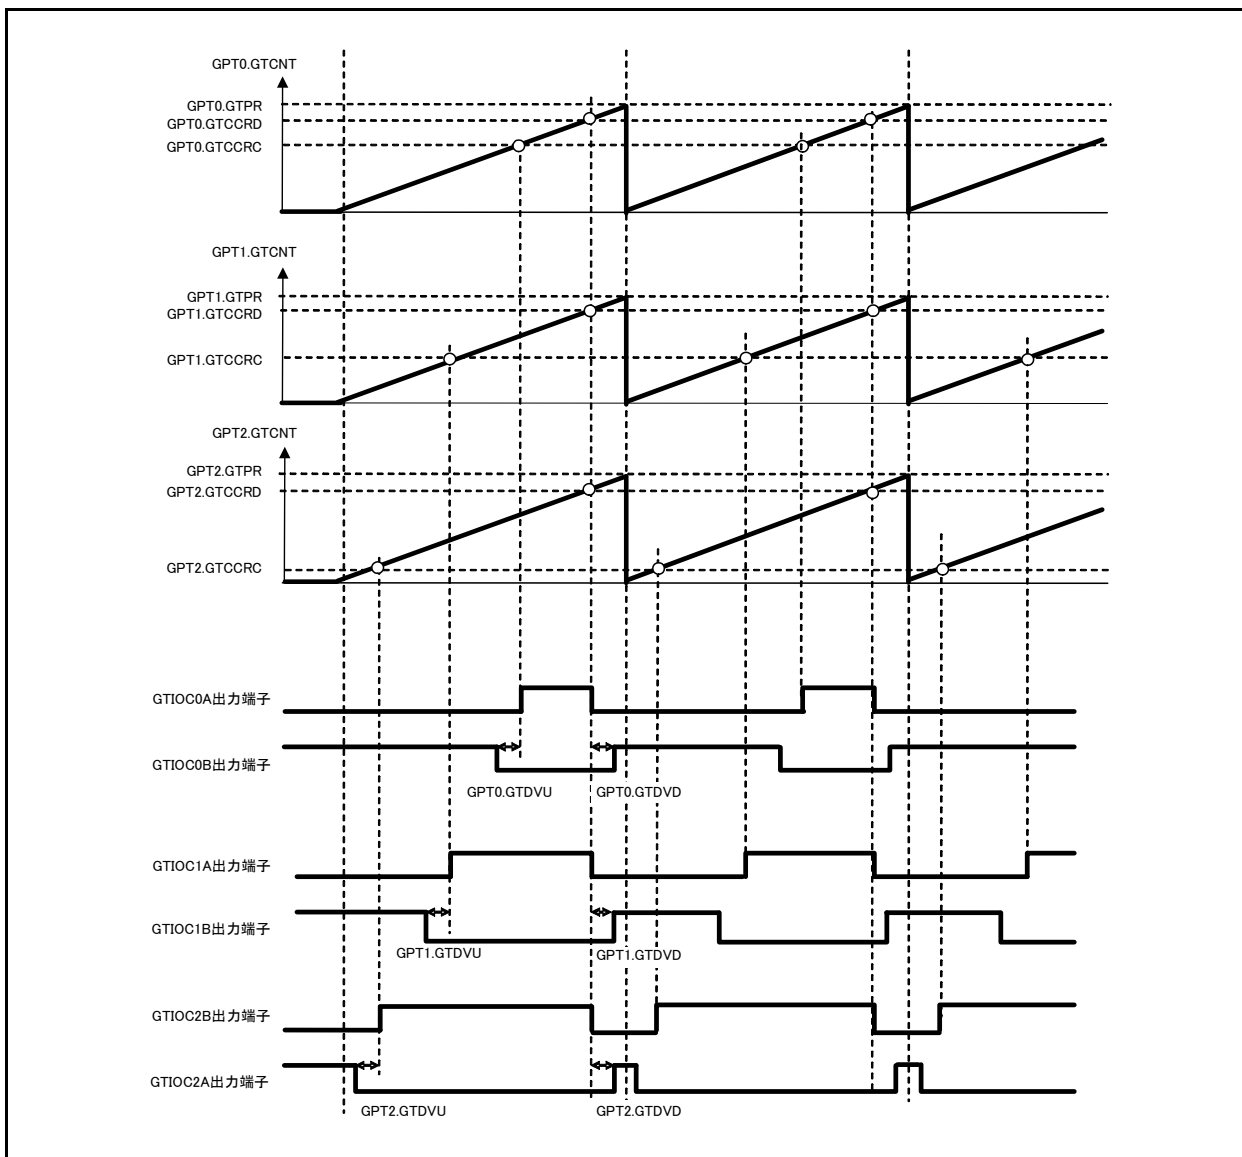 GPT0.GTCNT
GPT0.GTPR
GPT0.GTCCRD
GPT0.GTCCRC
GPT1.GTCNT
GPT1.GTPR
GPT1.GTCCRD
GPT1.GTCCRC
GPT2.GTCNT
GPT2.GTPR
GPT2.GTCCRD
GPT2.GTCCRC
GTIOC0A出力端子
GTIOC0B出力端子
GPT0.GTDVU GPT0.GTDVD
GTIOC1A出力端子
GTIOC1B出力端子
GPT1.GTDVU GPT1.GTDVD
GTIOC2B出力端子
GTIOC2A出力端子
GPT2.GTDVU GPT2.GTDVD